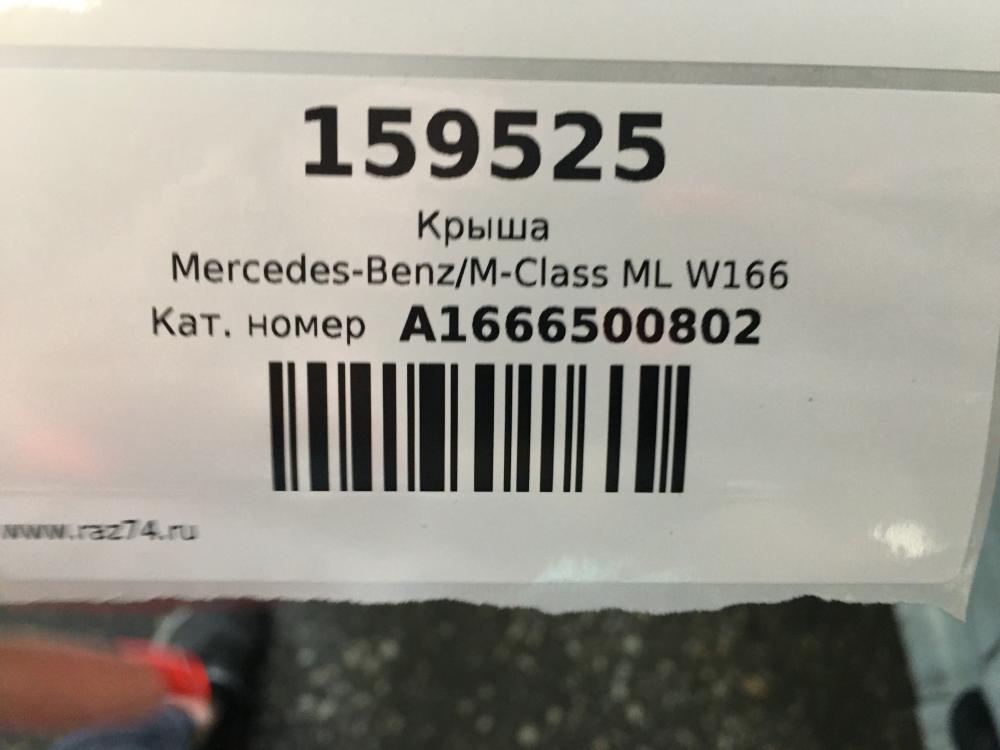 159525
Крыша
Mercedes-Benz/M-Class ML W166
Кат. номер A1666500802
www.raz74.ru